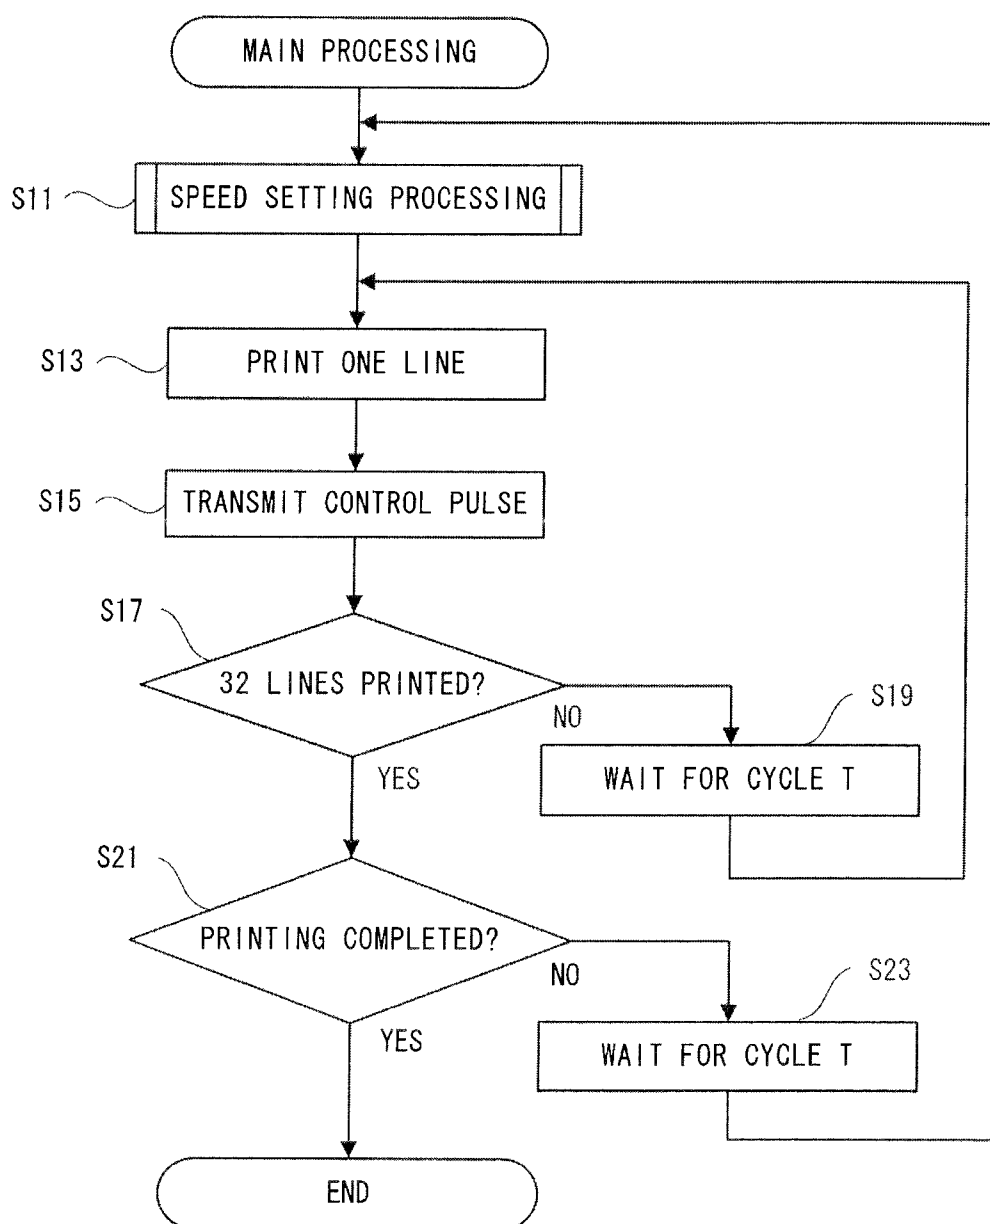 MAIN PROCESSING
S11
SPEED SETTING PROCESSING
S13
PRINT ONE LINE
S15
TRANSMIT CONTROL PULSE
S17
32 LINES PRINTED?
NO
S19
YES
WAIT FOR CYCLE T
S21
PRINTING COMPLETED?
NO
S23
YES
WAIT FOR CYCLE T
END